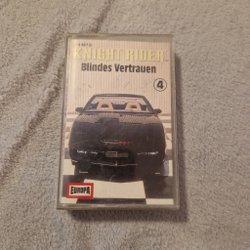 KNIGHT RIDER
Blindes Vertrauen
4
EUROPA